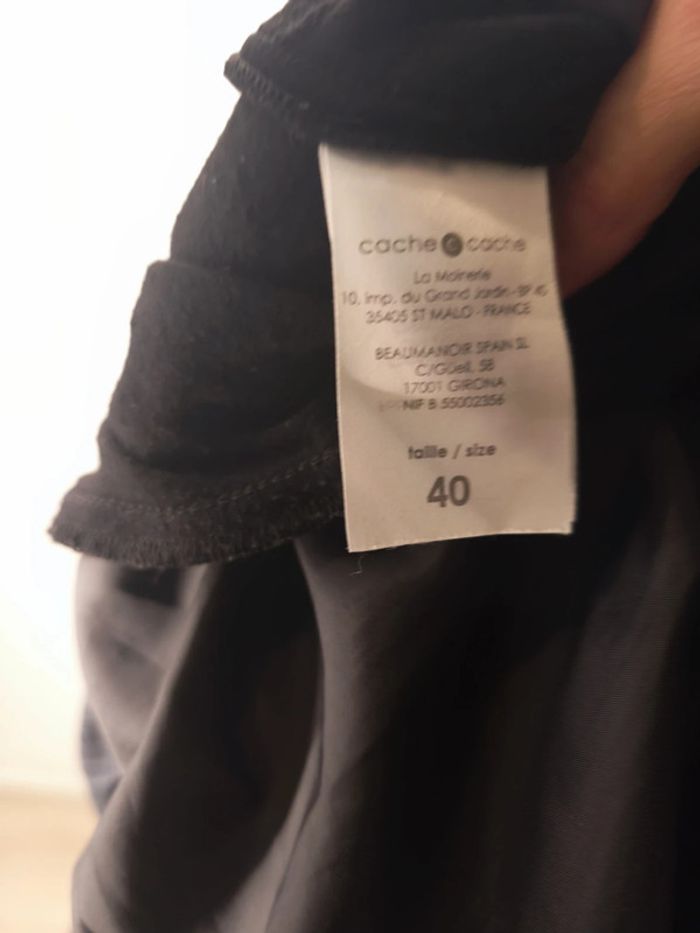 cache cache
La Moinerie
10, imp. du Grand Jardin - BP 45
35405 ST MALO - FRANCE
BEAUMANOIR SPAIN SL
C/Güell, 58
17001 GIRONA
NIF B 55002356
taille / size
40